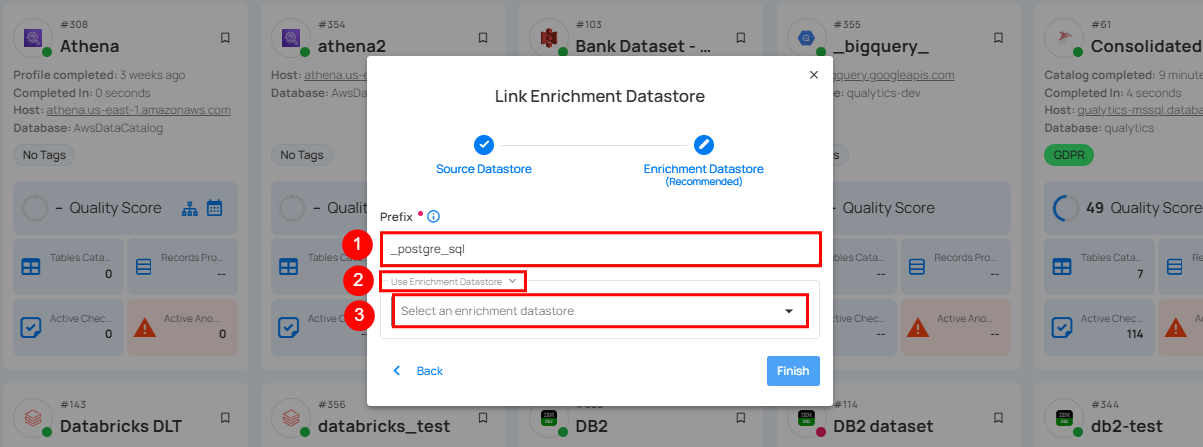 #308
Athena
Profile completed: 3 weeks ago
Completed In: 0 seconds
Host: athena.us-east-1.amazonaws.com
Database: AwsDataCatalog
No Tags
– Quality Score
Tables Cata...
0
Records Pro...
--
Active Chec...
0
Active Ano...
0
#354
athena2
Host: athena.us-e
Database: AwsD
No Tags
– Quali
Tables Cata
Active Chec
#103
Bank Dataset - ...
#355
_bigquery_
gquery.googleapis.com
qualytics-dev
Quality Score
--
Records Pro...
--
--
Active Ano...
--
#61
Consolidated
Catalog completed: 9 minute
Completed In: 4 seconds
Host: qualytics-mssql.databa
Database: qualytics
GDPR
49 Quality Score
Tables Cata...
7
Records
Active Chec...
114
Active
Link Enrichment Datastore
Source Datastore
Enrichment Datastore
(Recommended)
Prefix
1
_postgre_sql
2
Use Enrichment Datastore
3
Select an enrichment datastore
Back
Finish
#143
Databricks DLT
#356
databricks_test
DB2
#114
DB2 dataset
#344
db2-test